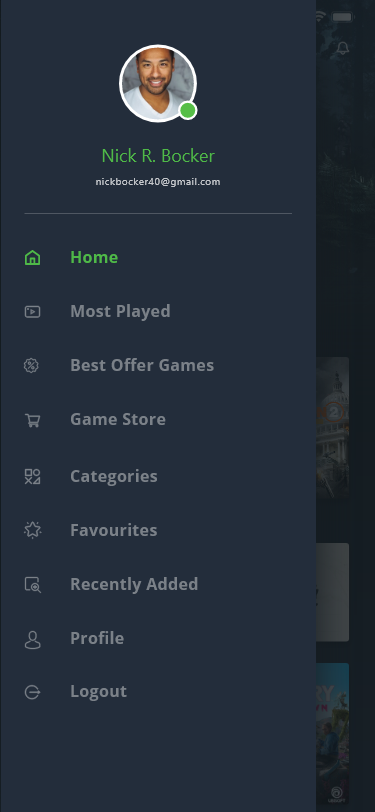 Nick R. Bocker
nickbocker40@gmail.com
Home
Most Played
Best Offer Games
Game Store
Categories
Favourites
Recently Added
Profile
Logout